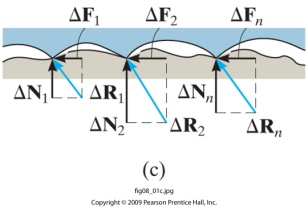 ΔF₁ ΔF₂ ΔFₙ
ΔN₁ ΔR₁ ΔNₙ
ΔN₂ ΔR₂ ΔRₙ
(c)
fig08_01c.jpg
Copyright © 2009 Pearson Prentice Hall, Inc.